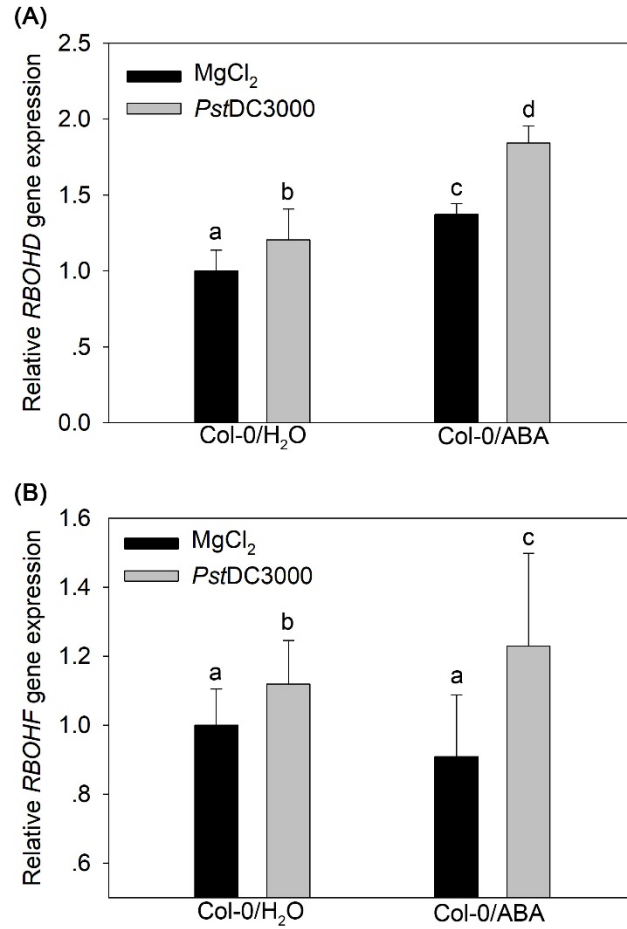 (A)
Relative RBOHD gene expression
2.5
2.0
1.5
1.0
.5
0.0
MgCl₂
PstDC3000
a
b
c
d
Col-0/H₂O
Col-0/ABA
(B)
Relative RBOHF gene expression
1.6
1.4
1.2
1.0
.8
.6
MgCl₂
PstDC3000
a
b
a
c
Col-0/H₂O
Col-0/ABA